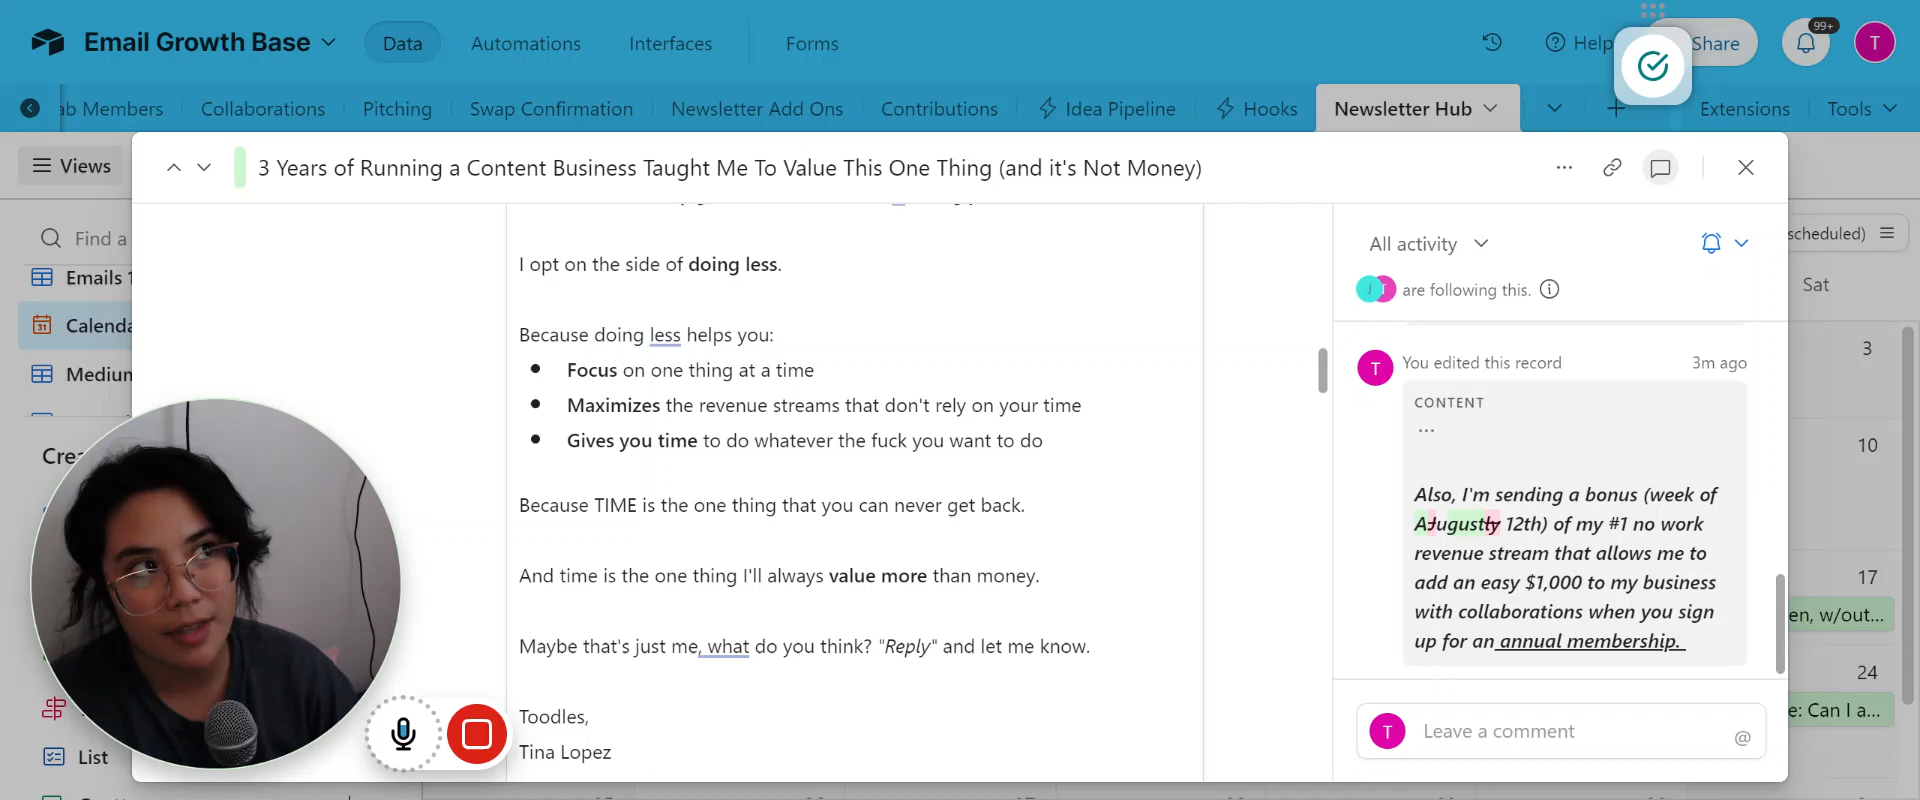 Email Growth Base
Data
Automations
Interfaces
Forms
Help
Share
99+
T
ab Members
Collaborations
Pitching
Swap Confirmation
Newsletter Add Ons
Contributions
Idea Pipeline
Hooks
Newsletter Hub
Extensions
Tools
Views
3 Years of Running a Content Business Taught Me To Value This One Thing (and it's Not Money)
Find a
Emails 1
Calenda
Medium
Crea
List
I opt on the side of doing less.
Because doing less helps you:
Focus on one thing at a time
Maximizes the revenue streams that don't rely on your time
Gives you time to do whatever the fuck you want to do
Because TIME is the one thing that you can never get back.
And time is the one thing I'll always value more than money.
Maybe that's just me, what do you think? "Reply" and let me know.
Toodles,
Tina Lopez
All activity
J T are following this.
T You edited this record 3m ago
CONTENT
...
Also, I'm sending a bonus (week of
AJugustly 12th) of my #1 no work
revenue stream that allows me to
add an easy $1,000 to my business
with collaborations when you sign
up for an annual membership.
T Leave a comment @
scheduled)
Sat
3
10
17
en, w/out...
24
e: Can I a...